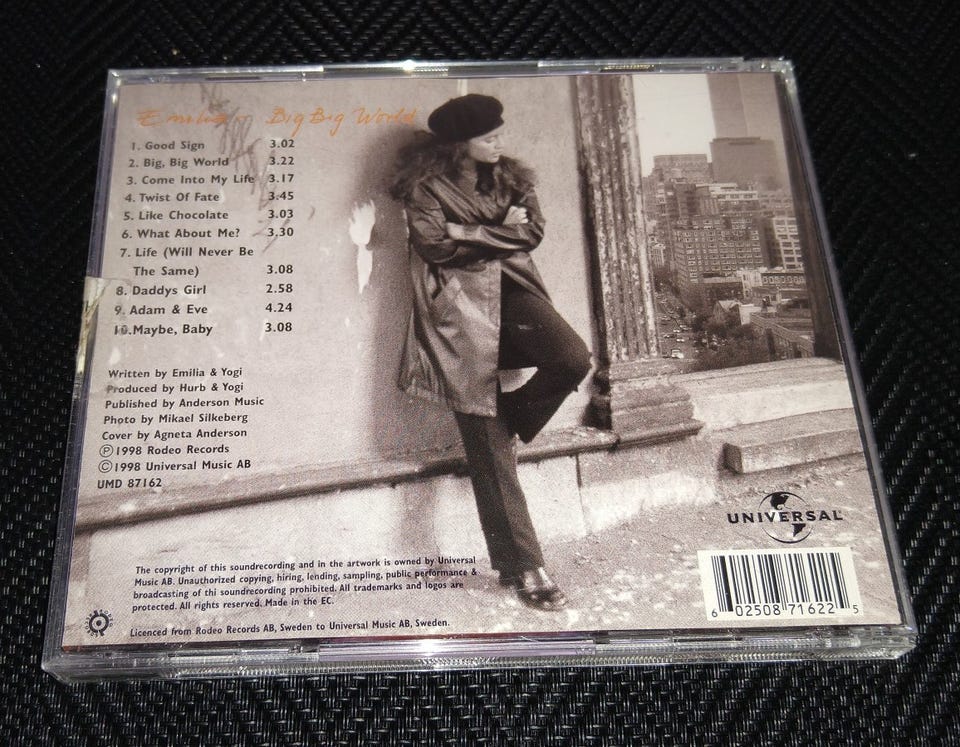 Emilia Big Big World
1. Good Sign 3.02
2. Big, Big World 3.22
3. Come Into My Life 3.17
4. Twist Of Fate 3.45
5. Like Chocolate 3.03
6. What About Me? 3.30
7. Life (Will Never Be
The Same) 3.08
8. Daddys Girl 2.58
9. Adam & Eve 4.24
10.Maybe, Baby 3.08
Written by Emilia & Yogi
Produced by Hurb & Yogi
Published by Anderson Music
Photo by Mikael Silkeberg
Cover by Agneta Anderson
Ⓟ1998 Rodeo Records
©1998 Universal Music AB
UMD 87162
UNIVERSAL
The copyright of this soundrecording and in the artwork is owned by Universal
Music AB. Unauthorized copying, hiring, lending, sampling, public performance &
broadcasting of thi soundrecording prohibited. All trademarks and logos are
protected. All rights reserved. Made in the EC.
Licenced from Rodeo Records AB, Sweden to Universal Music AB, Sweden.
6 02508 71622 5